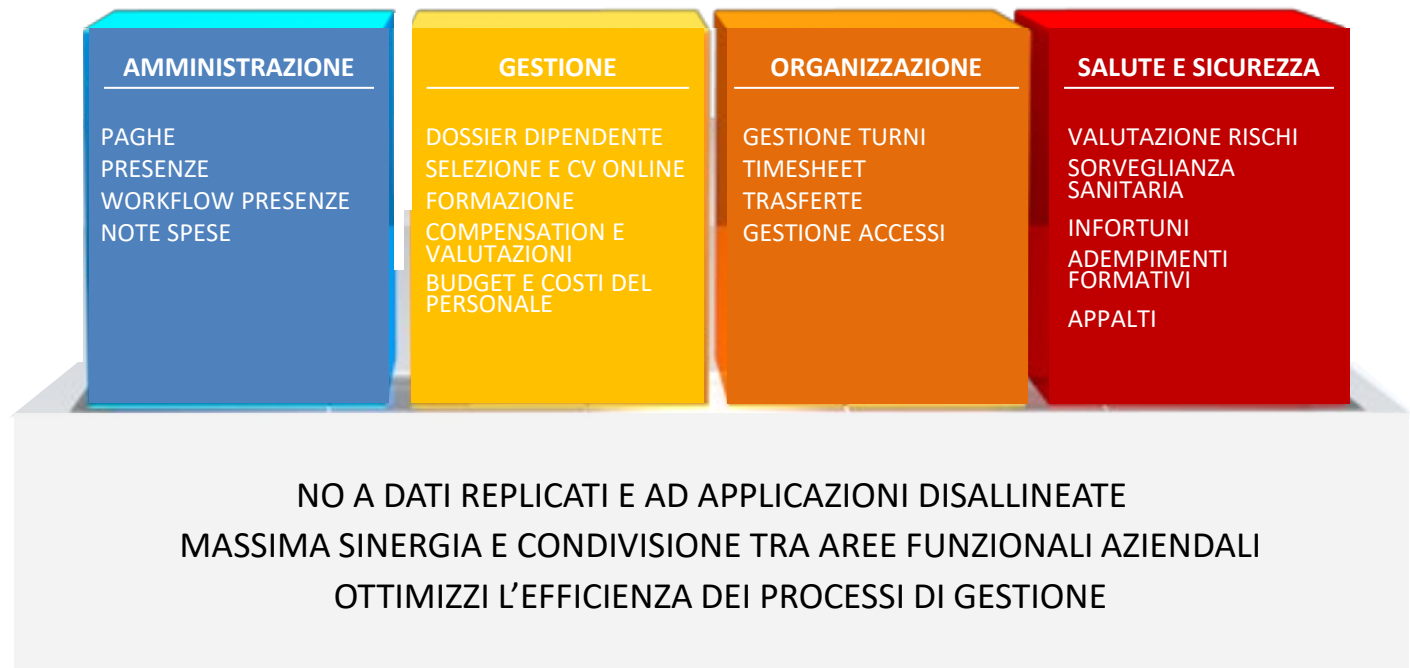 AMMINISTRAZIONE
PAGHE
PRESENZE
WORKFLOW PRESENZE
NOTE SPESE
GESTIONE
DOSSIER DIPENDENTE
SELEZIONE E CV ONLINE
FORMAZIONE
COMPENSATION E
VALUTAZIONI
BUDGET E COSTI DEL
PERSONALE
ORGANIZZAZIONE
GESTIONE TURNI
TIMESHEET
TRASFERTE
GESTIONE ACCESSI
SALUTE E SICUREZZA
VALUTAZIONE RISCHI
SORVEGLIANZA
SANITARIA
INFORTUNI
ADEMPIMENTI
FORMATIVI
APPALTI
NO A DATI REPLICATI E AD APPLICAZIONI DISALLINEATE
MASSIMA SINERGIA E CONDIVISIONE TRA AREE FUNZIONALI AZIENDALI
OTTIMIZZI L’EFFICIENZA DEI PROCESSI DI GESTIONE